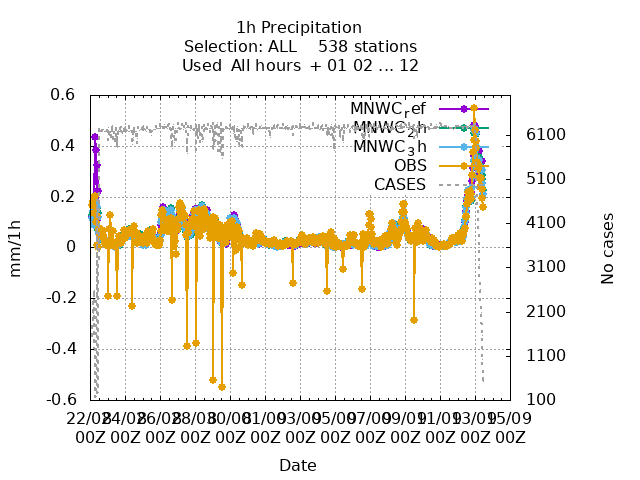 1h Precipitation
Selection: ALL 538 stations
Used All hours + 01 02 ... 12
0.6
0.4
0.2
0
-0.2
-0.4
-0.6
mm/1h
6100
5100
4100
3100
2100
1100
100
No cases
MNWCref
MNWC2h
MNWC3h
OBS
CASES
22/08 24/08 26/08 28/08 30/08 01/09 03/09 05/09 07/09 09/09 11/09 13/09 15/09
00Z 00Z 00Z 00Z 00Z 00Z 00Z 00Z 00Z 00Z 00Z 00Z 00Z
Date